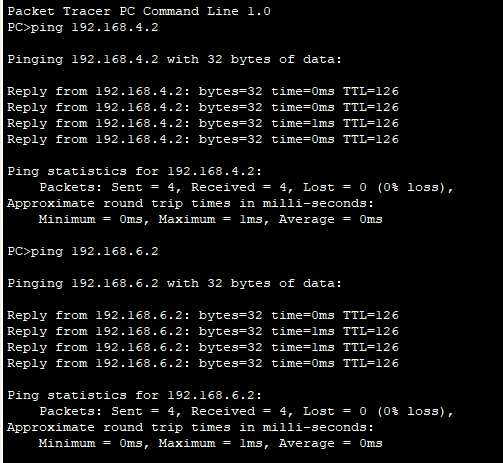 Packet Tracer PC Command Line 1.0
PC>ping 192.168.4.2
Pinging 192.168.4.2 with 32 bytes of data:
Reply from 192.168.4.2: bytes=32 time=0ms TTL=126
Reply from 192.168.4.2: bytes=32 time=0ms TTL=126
Reply from 192.168.4.2: bytes=32 time=1ms TTL=126
Reply from 192.168.4.2: bytes=32 time=0ms TTL=126
Ping statistics for 192.168.4.2:
Packets: Sent = 4, Received = 4, Lost = 0 (0% loss),
Approximate round trip times in milli-seconds:
Minimum = 0ms, Maximum = 1ms, Average = 0ms
PC>ping 192.168.6.2
Pinging 192.168.6.2 with 32 bytes of data:
Reply from 192.168.6.2: bytes=32 time=0ms TTL=126
Reply from 192.168.6.2: bytes=32 time=1ms TTL=126
Reply from 192.168.6.2: bytes=32 time=1ms TTL=126
Reply from 192.168.6.2: bytes=32 time=0ms TTL=126
Ping statistics for 192.168.6.2:
Packets: Sent = 4, Received = 4, Lost = 0 (0% loss),
Approximate round trip times in milli-seconds:
Minimum = 0ms, Maximum = 1ms, Average = 0ms